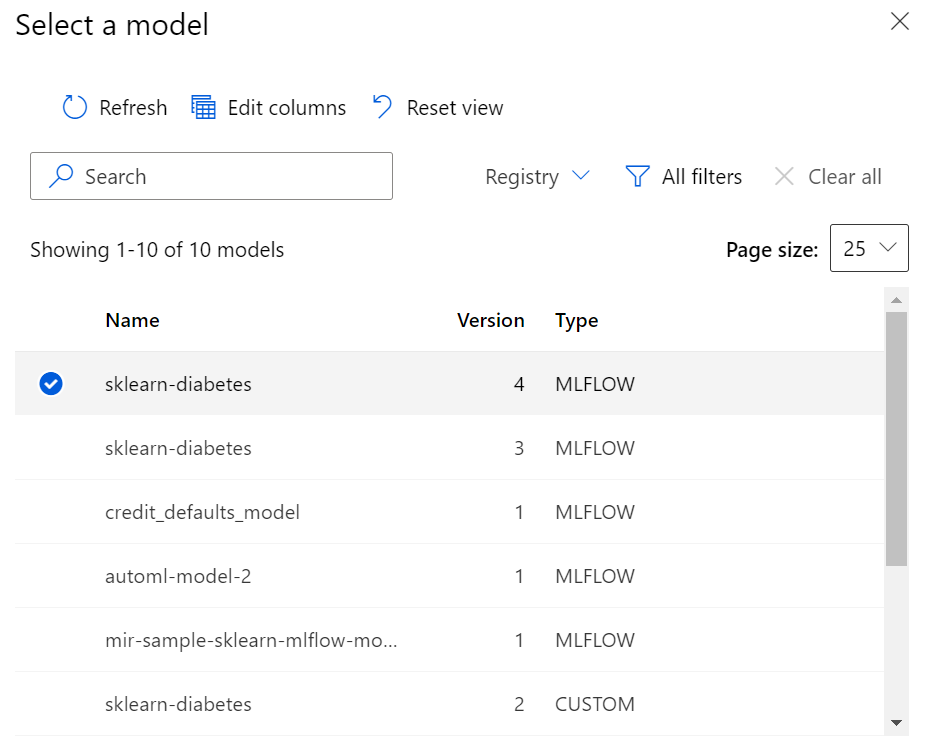 Select a model
Refresh Edit columns Reset view
Search Registry All filters Clear all
Showing 1-10 of 10 models Page size: 25
Name Version Type
sklearn-diabetes 4 MLFLOW
sklearn-diabetes 3 MLFLOW
credit_defaults_model 1 MLFLOW
automl-model-2 1 MLFLOW
mir-sample-sklearn-mlflow-mo... 1 MLFLOW
sklearn-diabetes 2 CUSTOM